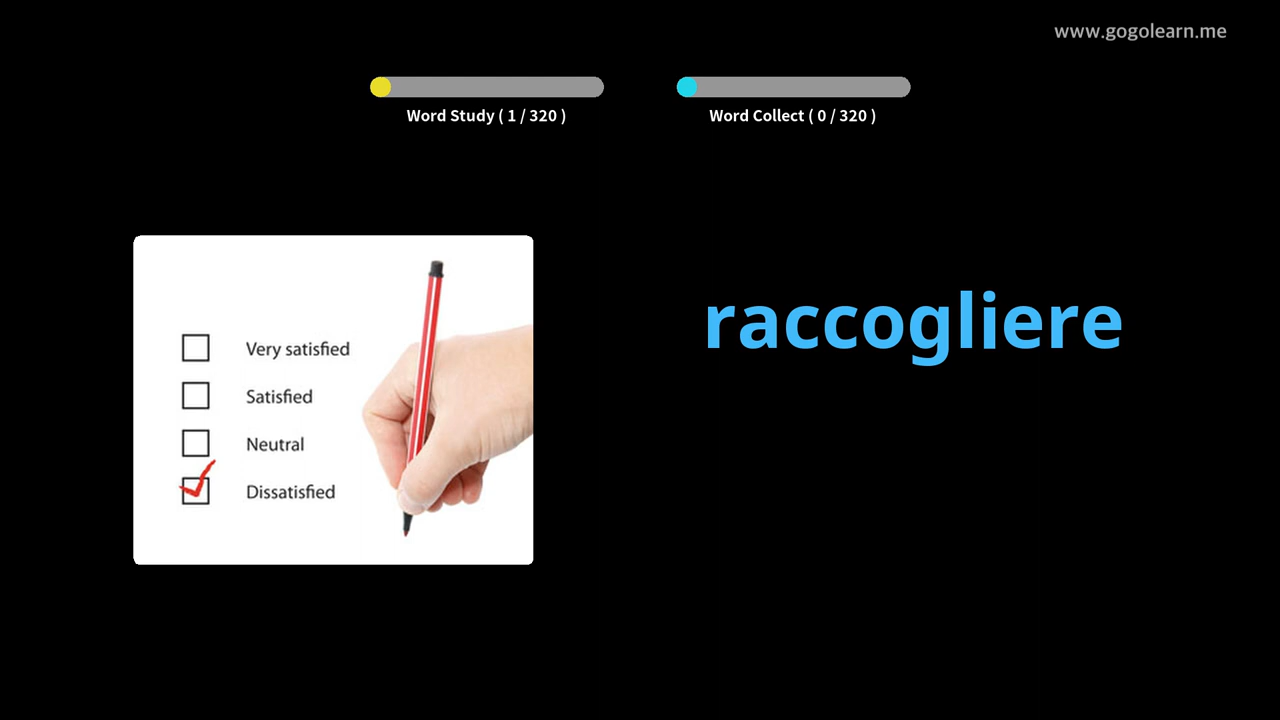 www.gogolearn.me
Word Study ( 1 / 320 )
Word Collect ( 0 / 320 )
raccogliere
Very satisfied
Satisfied
Neutral
Dissatisfied